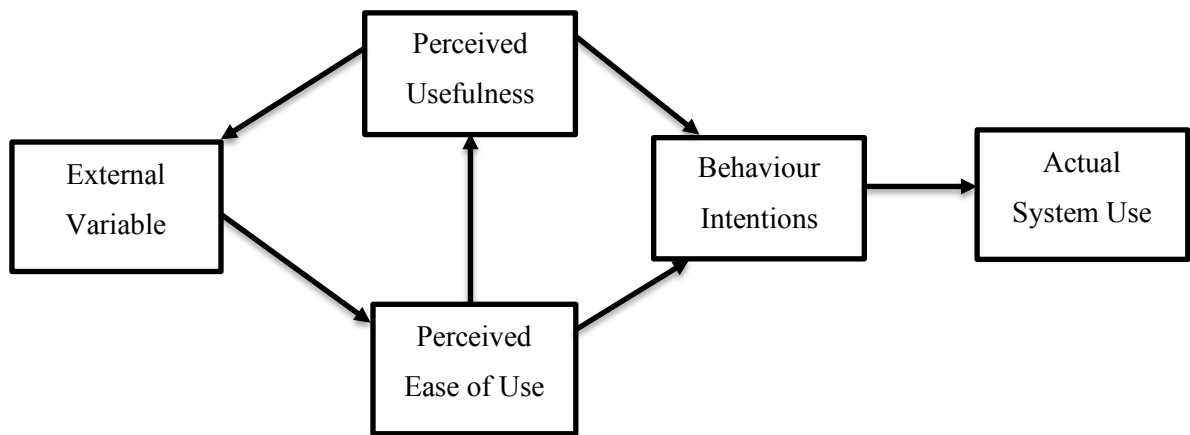 Perceived
Usefulness
External
Variable
Behaviour
Intentions
Actual
System Use
Perceived
Ease of Use